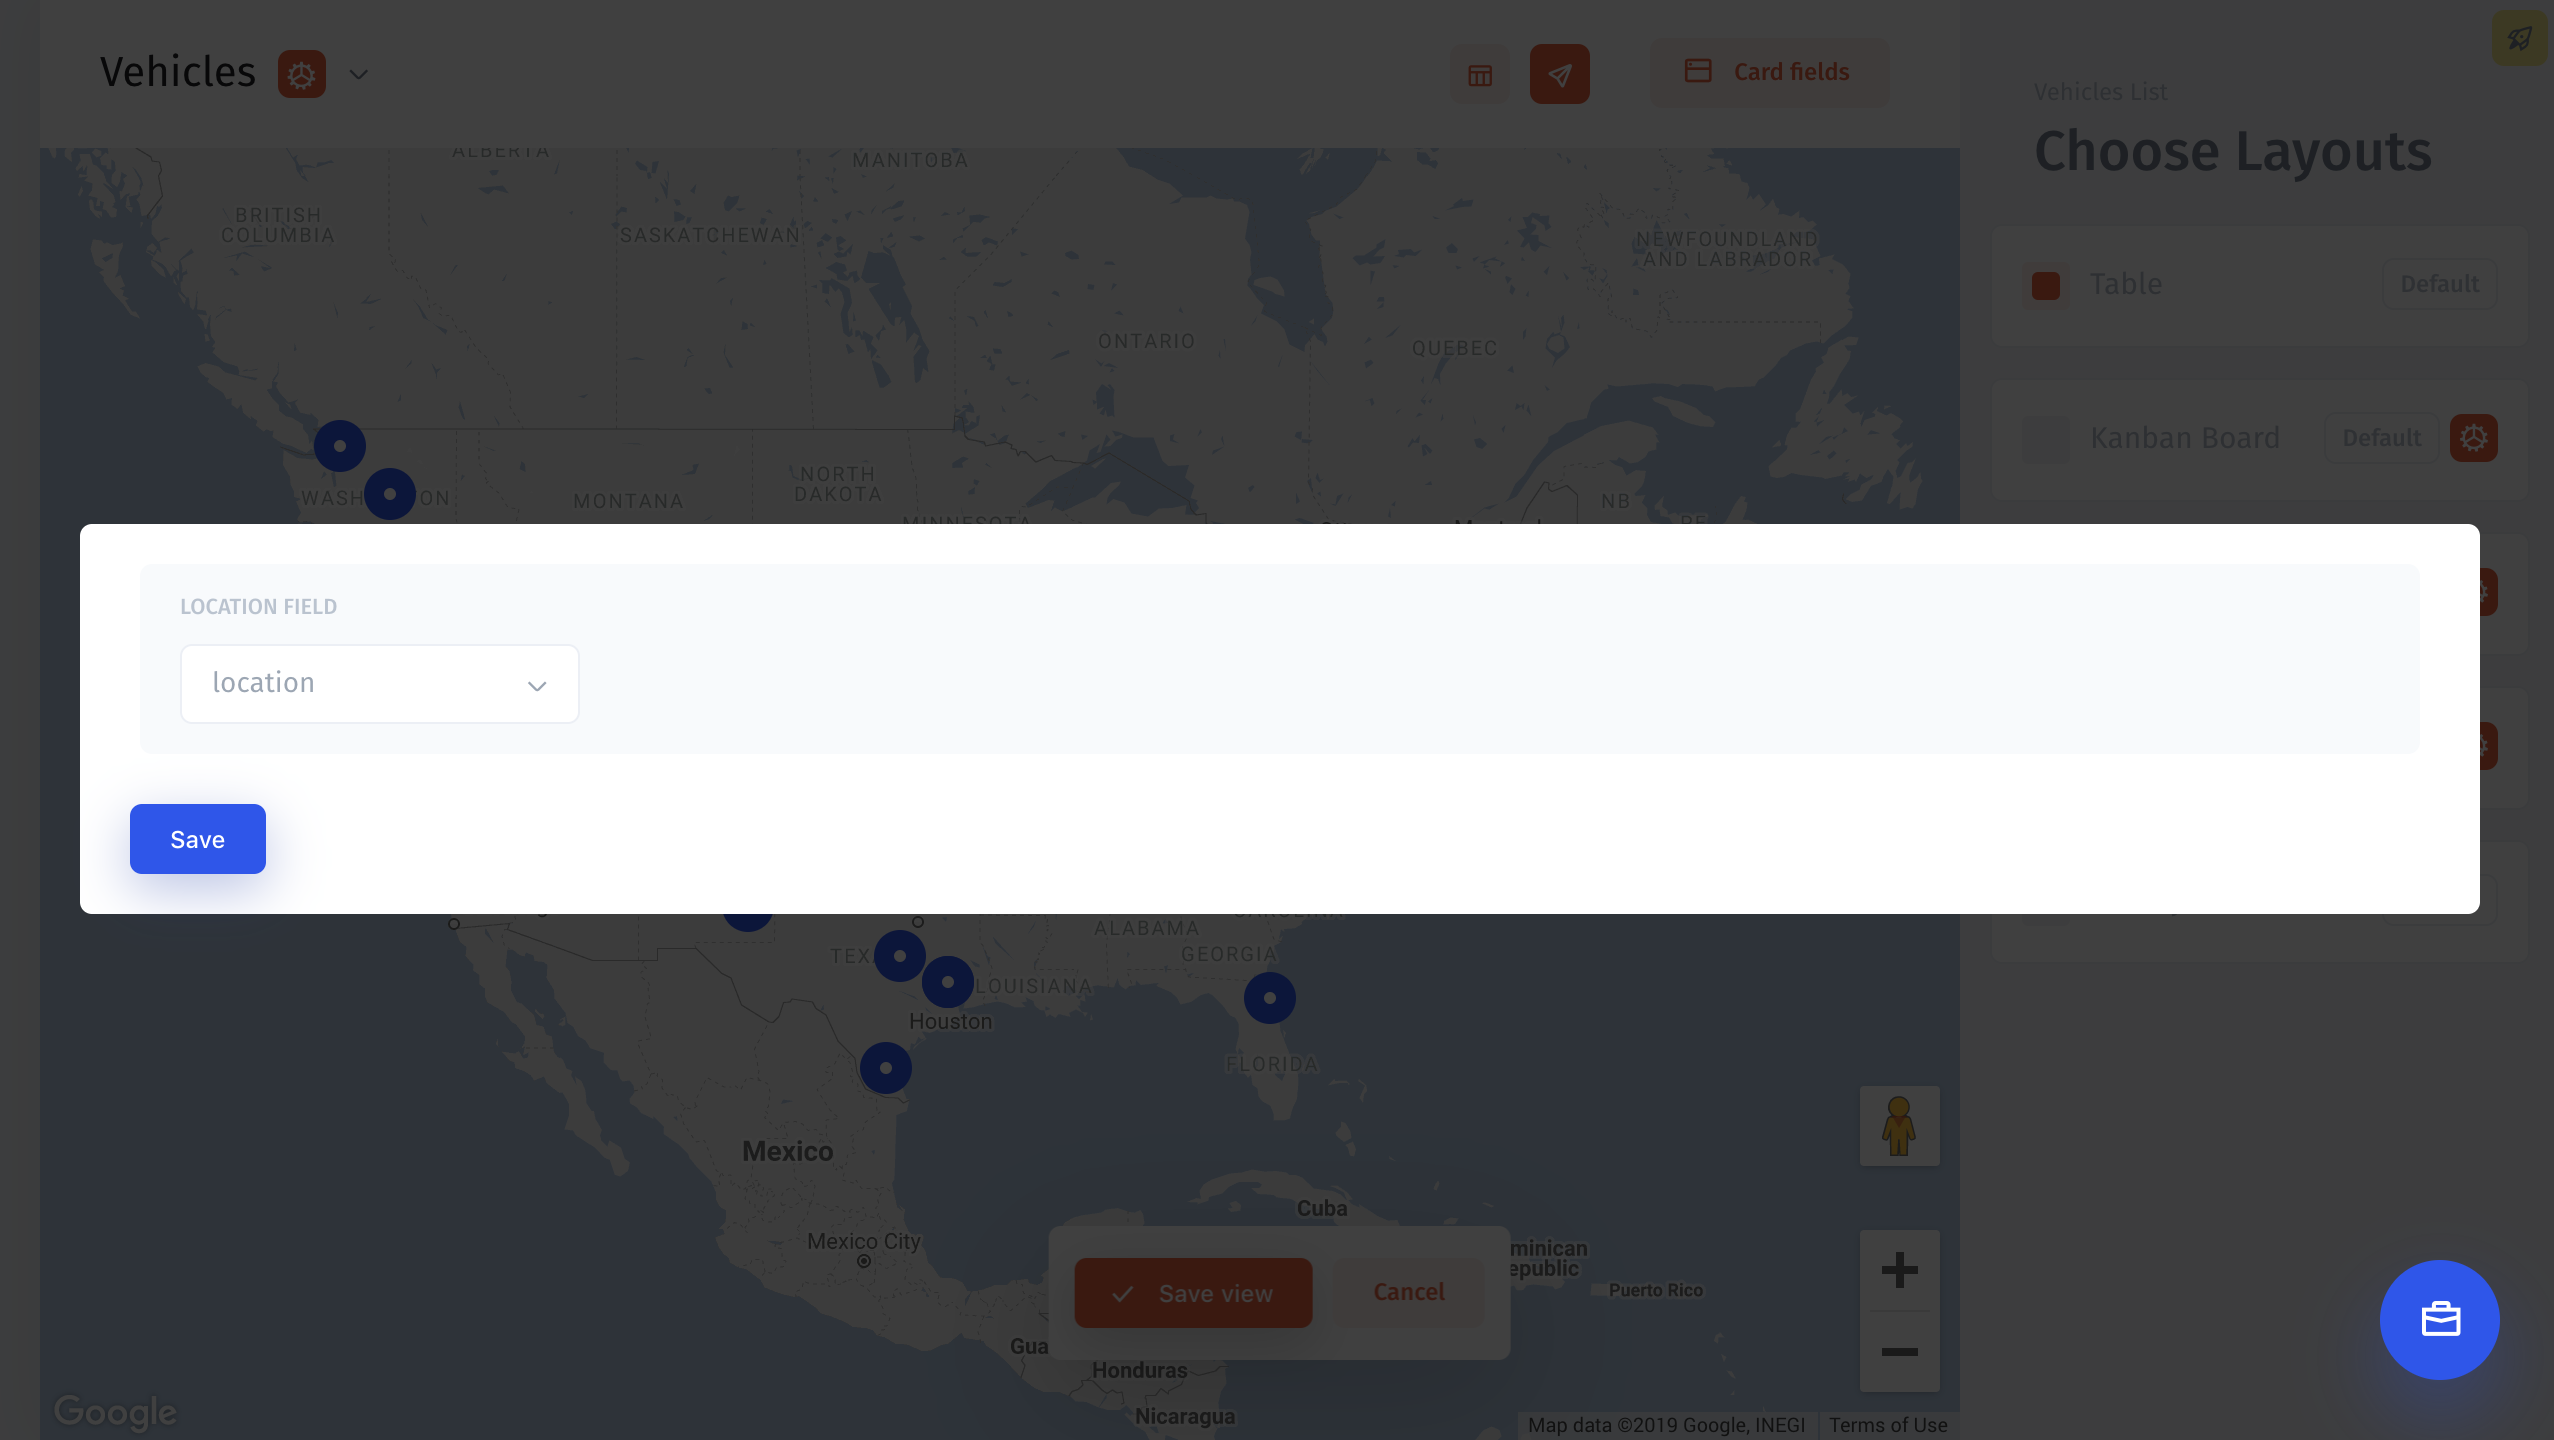 Vehicles
Card fields
Vehicles List
Choose Layouts
Table
Default
Kanban Board
Default
ALBERTA
MANITOBA
BRITISH
COLUMBIA
SASKATCHEWAN
NEWFOUNDLAND
AND LABRADOR
ONTARIO
QUEBEC
WASH
ON
MONTANA
NORTH
DAKOTA
MINNESOTA
NB
PE
LOCATION FIELD
location
Save
ALABAMA
GEORGIA
TEX
LOUISIANA
Houston
FLORIDA
Mexico
Cuba
Mexico City
minican
epublic
Puerto Rico
Save view
Cancel
Gua
Honduras
Nicaragua
Google
Map data ©2019 Google, INEGI
Terms of Use